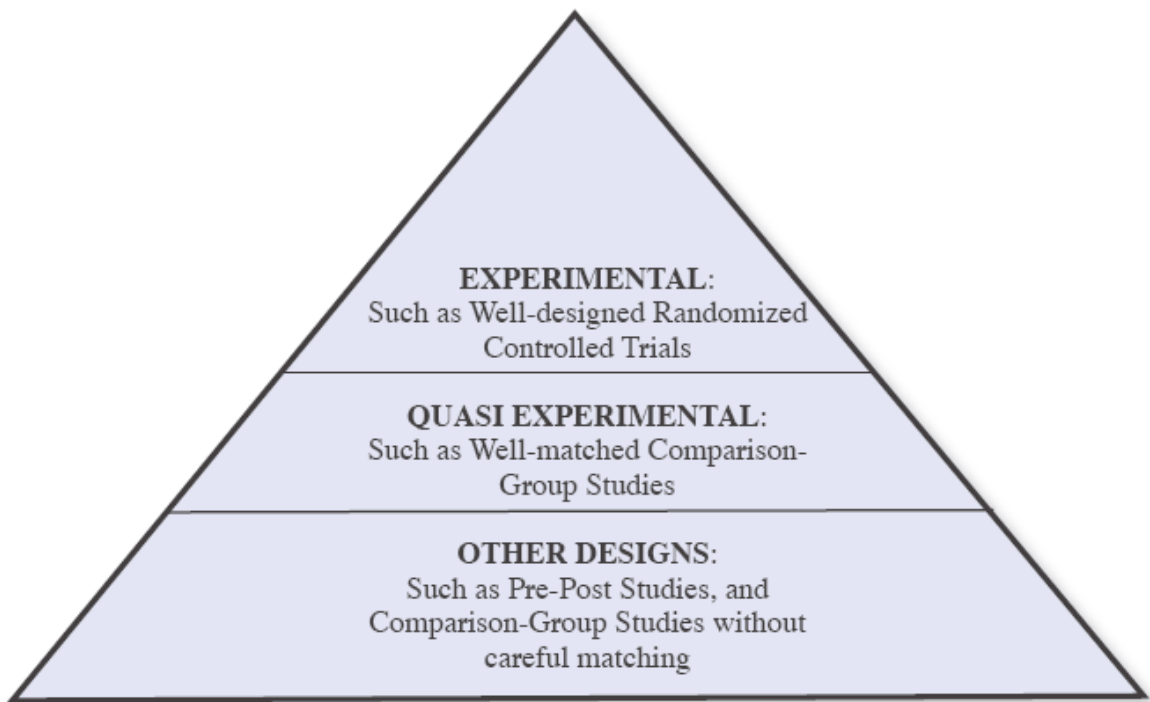 EXPERIMENTAL:
Such as Well-designed Randomized
Controlled Trials
QUASI EXPERIMENTAL:
Such as Well-matched Comparison-
Group Studies
OTHER DESIGNS:
Such as Pre-Post Studies, and
Comparison-Group Studies without
careful matching